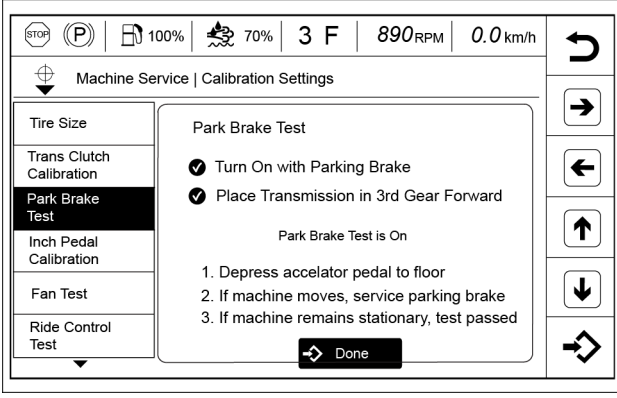 STOP P 100% 70% 3 F 890 RPM 0.0 km/h
Machine Service | Calibration Settings
Tire Size
Trans Clutch
Calibration
Park Brake
Test
Inch Pedal
Calibration
Fan Test
Ride Control
Test
Park Brake Test
Turn On with Parking Brake
Place Transmission in 3rd Gear Forward
Park Brake Test is On
1. Depress accelator pedal to floor
2. If machine moves, service parking brake
3. If machine remains stationary, test passed
Done